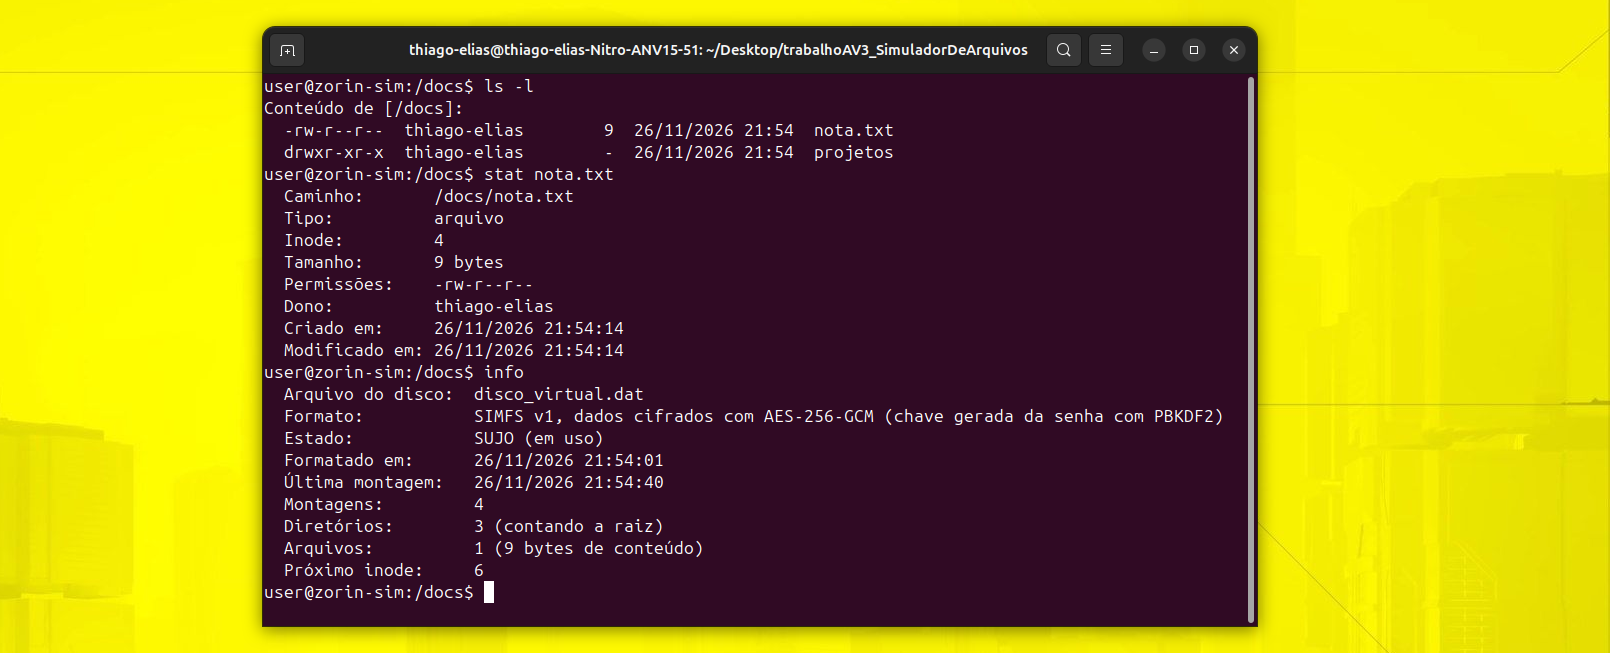 thiago-elias@thiago-elias-Nitro-ANV15-51: ~/Desktop/trabalhoAV3_SimuladorDeArquivos
user@zorin-sim:/docs$ ls -l
Conteúdo de [/docs]:
  -rw-r--r--  thiago-elias        9  26/11/2026 21:54  nota.txt
  drwxr-xr-x  thiago-elias        -  26/11/2026 21:54  projetos
user@zorin-sim:/docs$ stat nota.txt
  Caminho:       /docs/nota.txt
  Tipo:          arquivo
  Inode:         4
  Tamanho:       9 bytes
  Permissões:    -rw-r--r--
  Dono:          thiago-elias
  Criado em:     26/11/2026 21:54:14
  Modificado em: 26/11/2026 21:54:14
user@zorin-sim:/docs$ info
  Arquivo do disco:  disco_virtual.dat
  Formato:           SIMFS v1, dados cifrados com AES-256-GCM (chave gerada da senha com PBKDF2)
  Estado:            SUJO (em uso)
  Formatado em:      26/11/2026 21:54:01
  Última montagem:   26/11/2026 21:54:40
  Montagens:         4
  Diretórios:        3 (contando a raiz)
  Arquivos:          1 (9 bytes de conteúdo)
  Próximo inode:     6
user@zorin-sim:/docs$